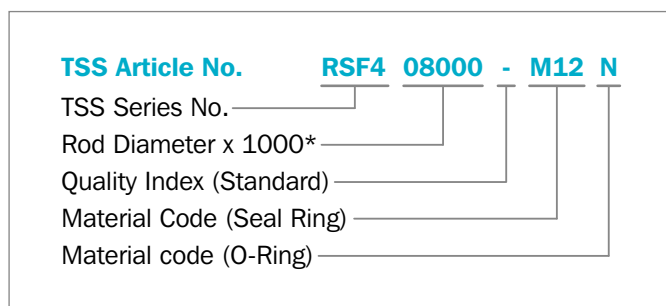 TSS Article No. RSF4 08000 - M12 N
TSS Series No.
Rod Diameter x 1000*
Quality Index (Standard)
Material Code (Seal Ring)
Material code (O-Ring)